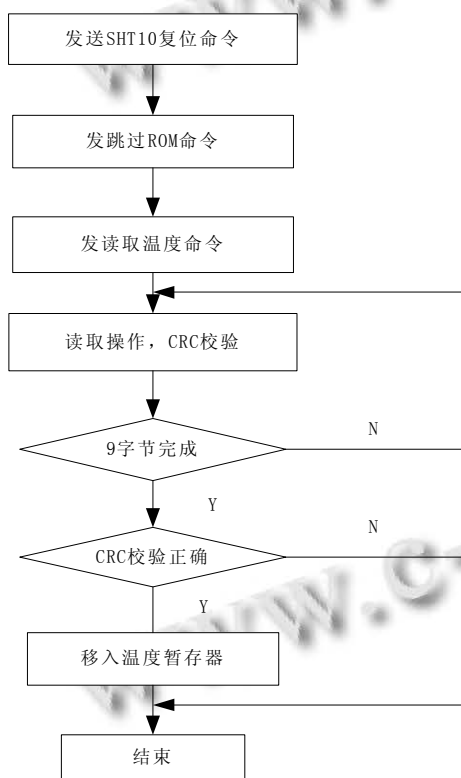 发送SHT10复位命令
发跳过ROM命令
发读取温度命令
读取操作，CRC校验
9字节完成
N
Y
CRC校验正确
N
Y
移入温度暂存器
结束